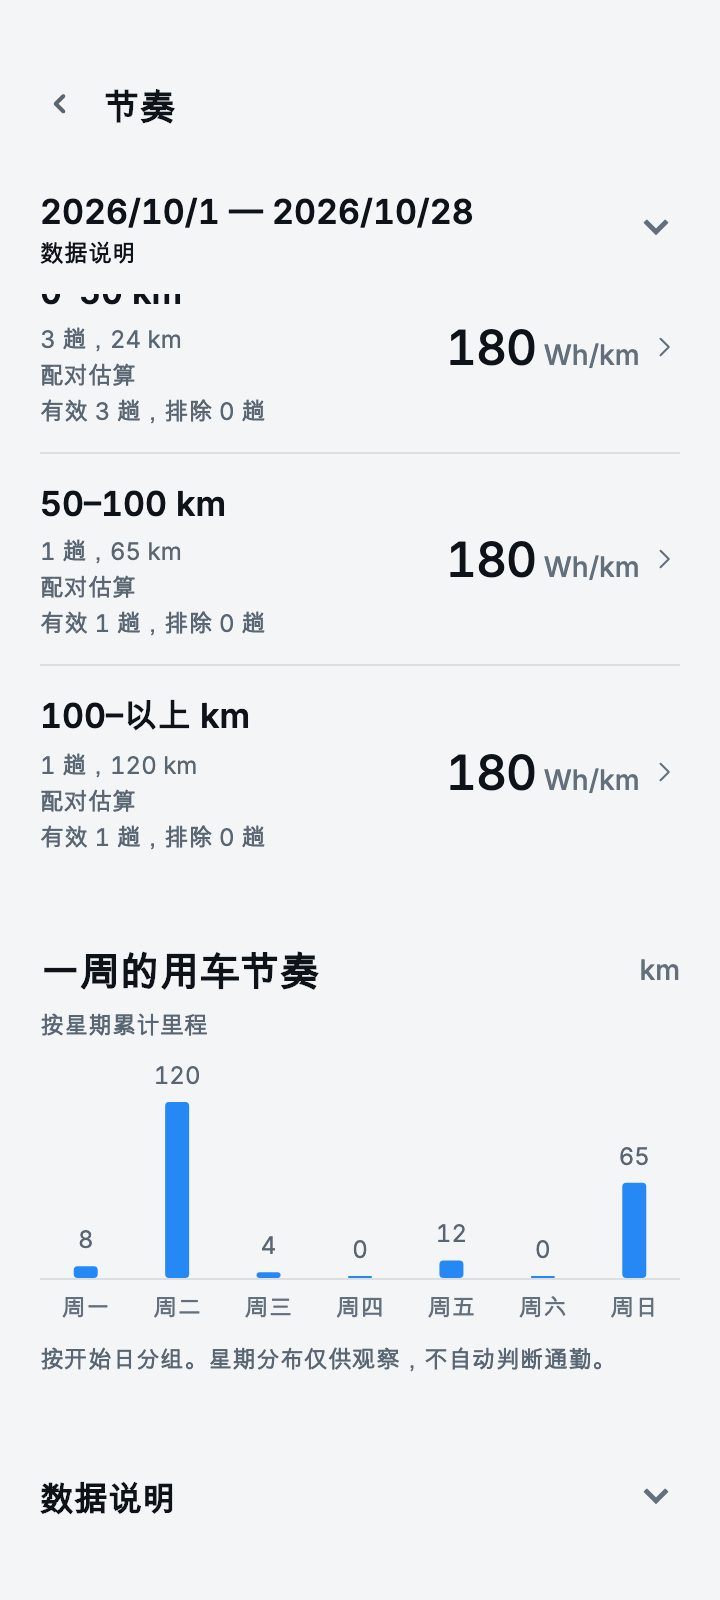 节奏
2026/10/1 — 2026/10/28
数据说明
3 趟，24 km
配对估算
有效 3 趟，排除 0 趟
180 Wh/km
50–100 km
1 趟，65 km
配对估算
有效 1 趟，排除 0 趟
180 Wh/km
100–以上 km
1 趟，120 km
配对估算
有效 1 趟，排除 0 趟
180 Wh/km
一周的用车节奏
km
按星期累计里程
8
120
4
0
12
0
65
周一 周二 周三 周四 周五 周六 周日
按开始日分组。星期分布仅供观察，不自动判断通勤。
数据说明